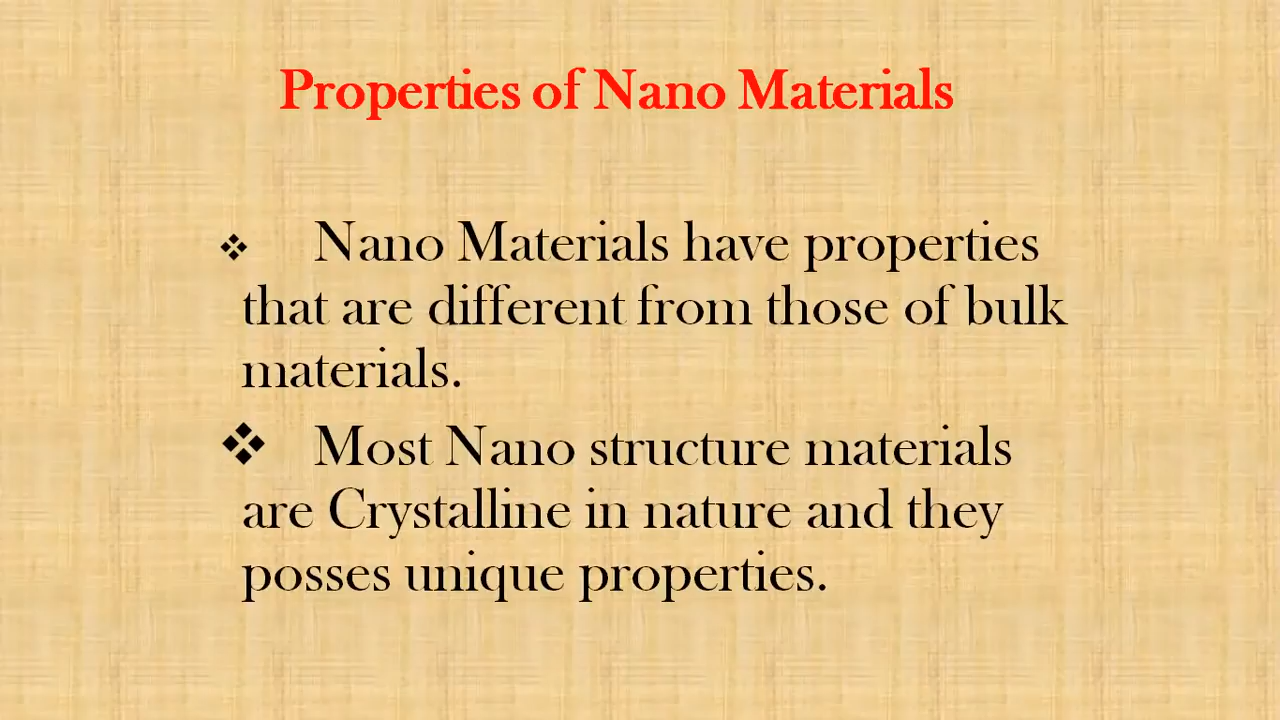 Properties of Nano Materials
❖ Nano Materials have properties
that are different from those of bulk
materials.
❖ Most Nano structure materials
are Crystalline in nature and they
posses unique properties.